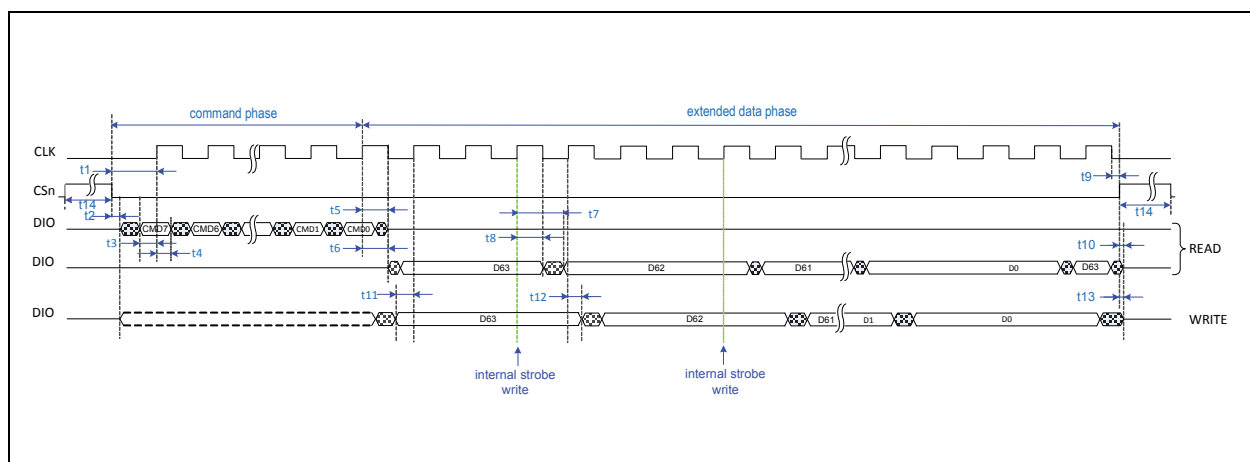 command phase extended data phase
CLK
t1 t9
CSn
t14 t14
t2 t5 t7
DIO CMD7 CMD6 CMD1 CMD0 t8
t3 t4 t6 t10 READ
DIO D63 D62 D61 D0 D63
t11 t12 t13
DIO D63 D62 D61 D1 D0 WRITE
internal strobe internal strobe
write write